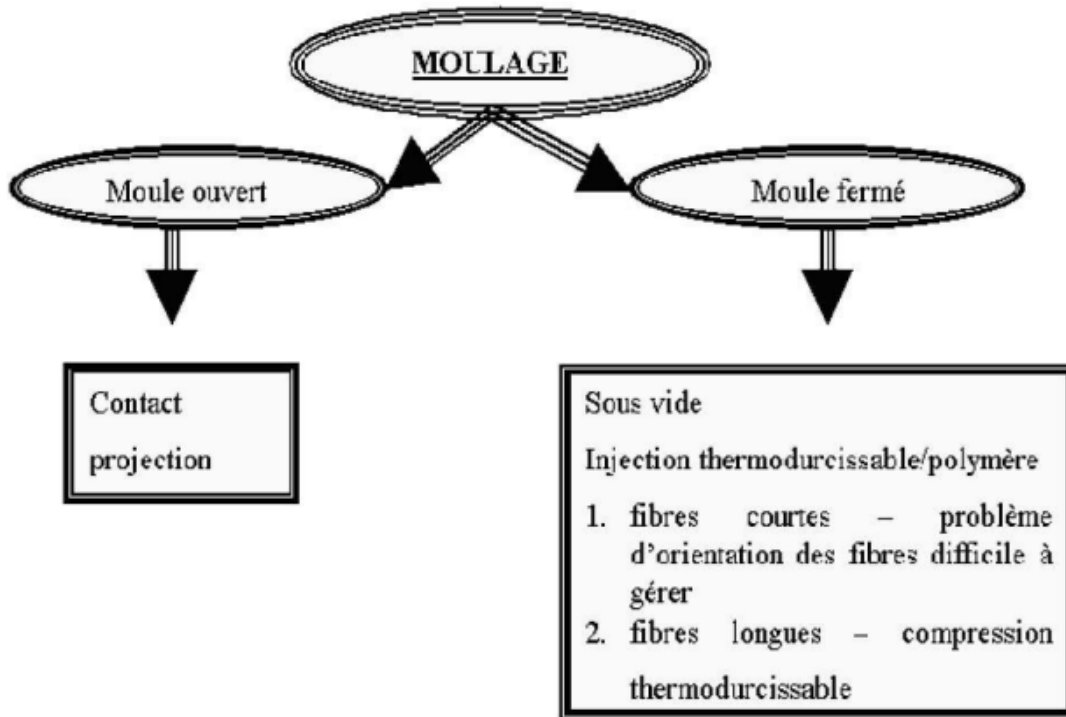 MOULAGE
Moule ouvert
Moule fermé
Contact
projection
Sous vide
Injection thermodurcissable/polymère
1. fibres courtes – problème
d'orientation des fibres difficile à
gérer
2. fibres longues – compression
thermodurcissable